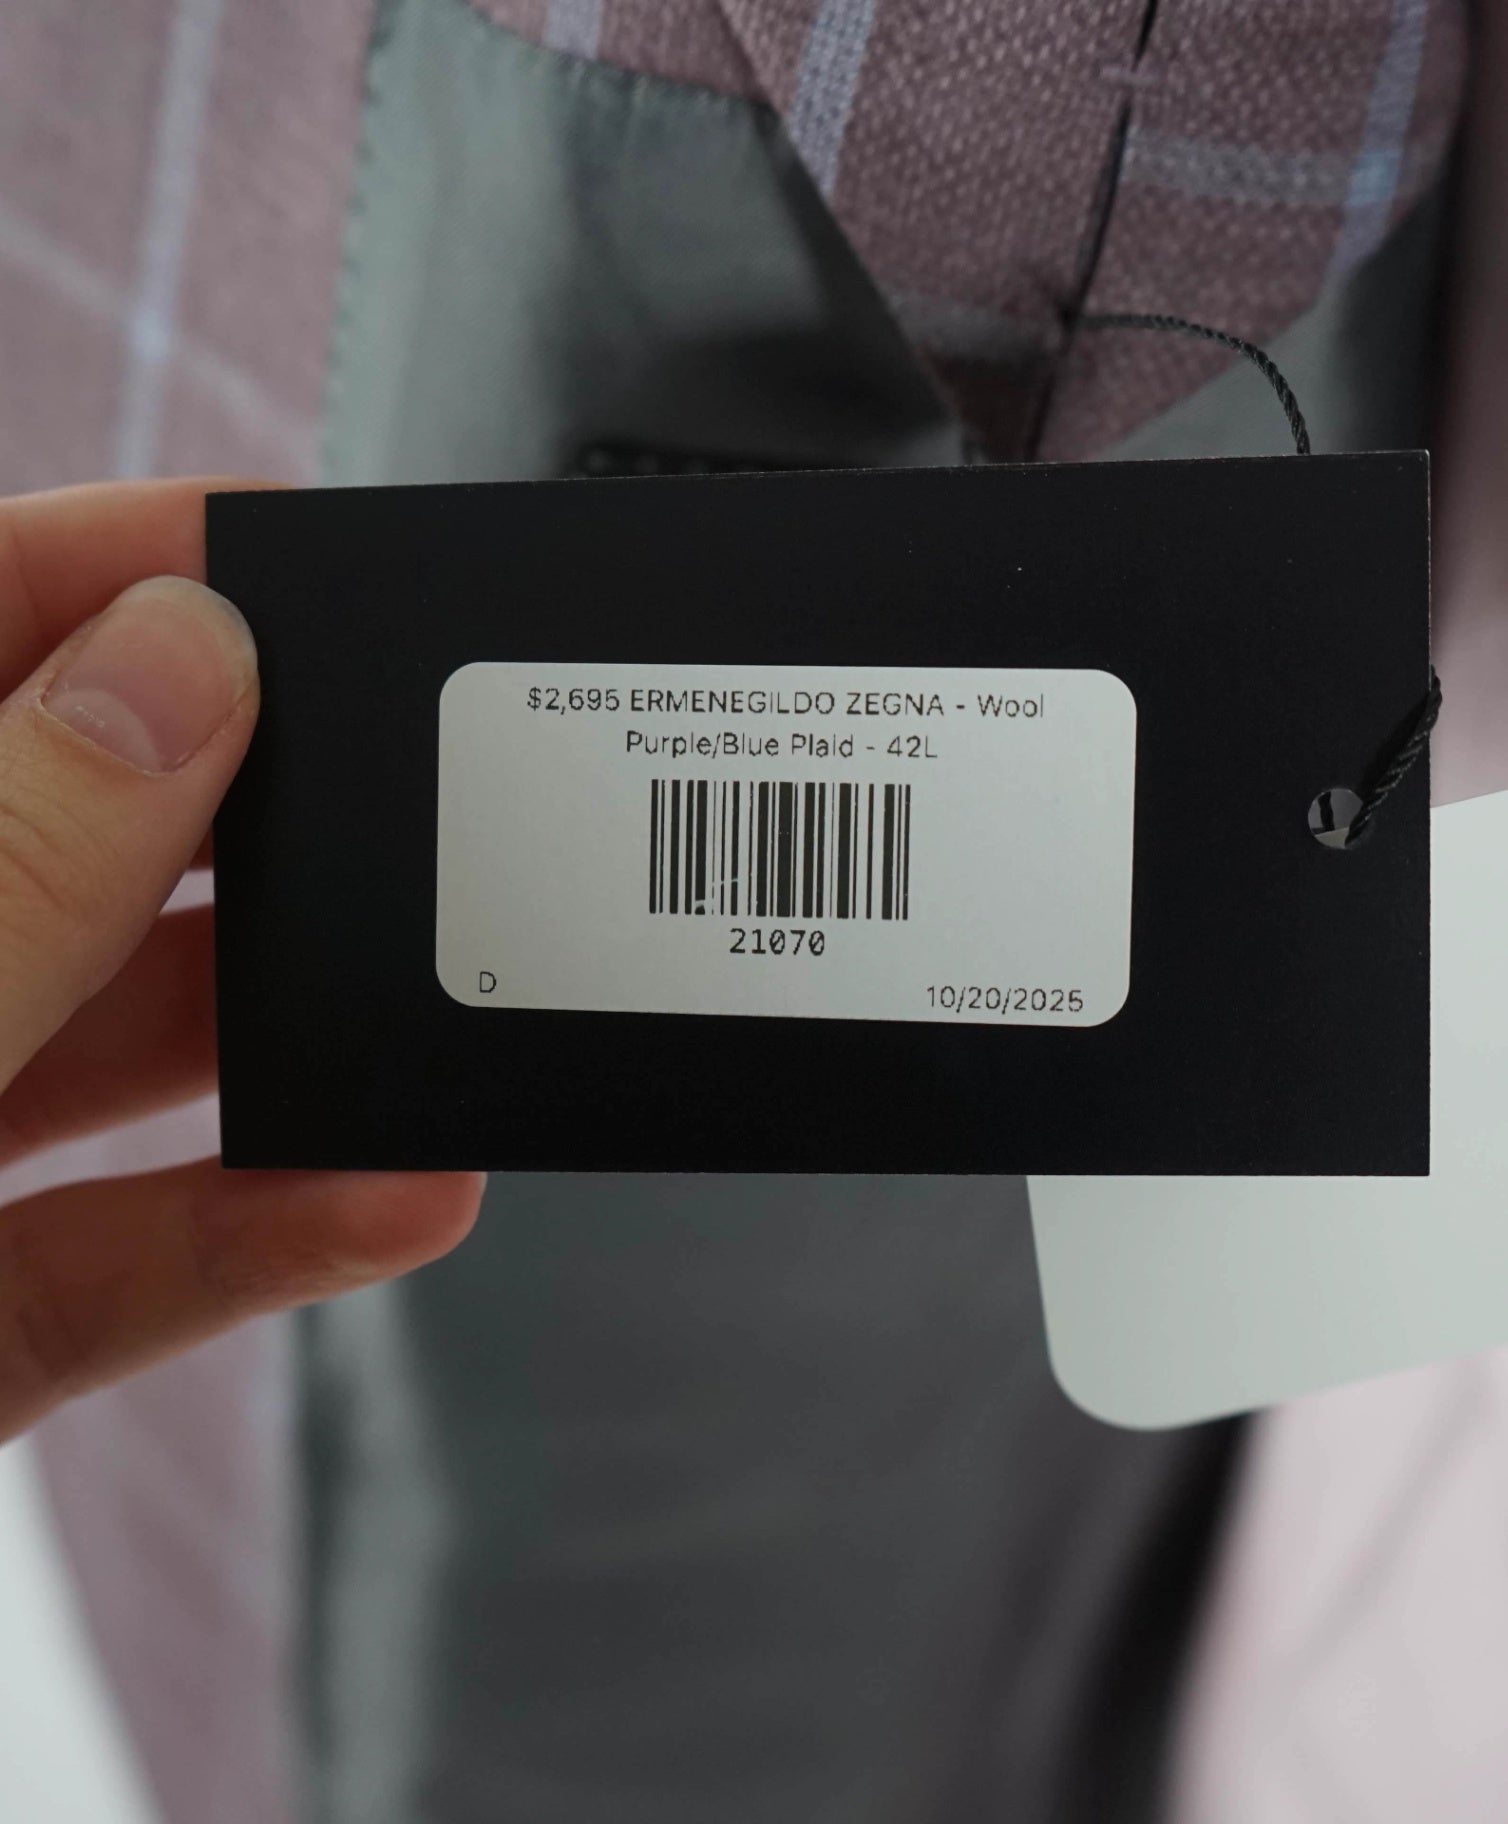 $2,695 ERMENEGILDO ZEGNA - Wool
Purple/Blue Plaid - 42L
21070
D
10/20/2025